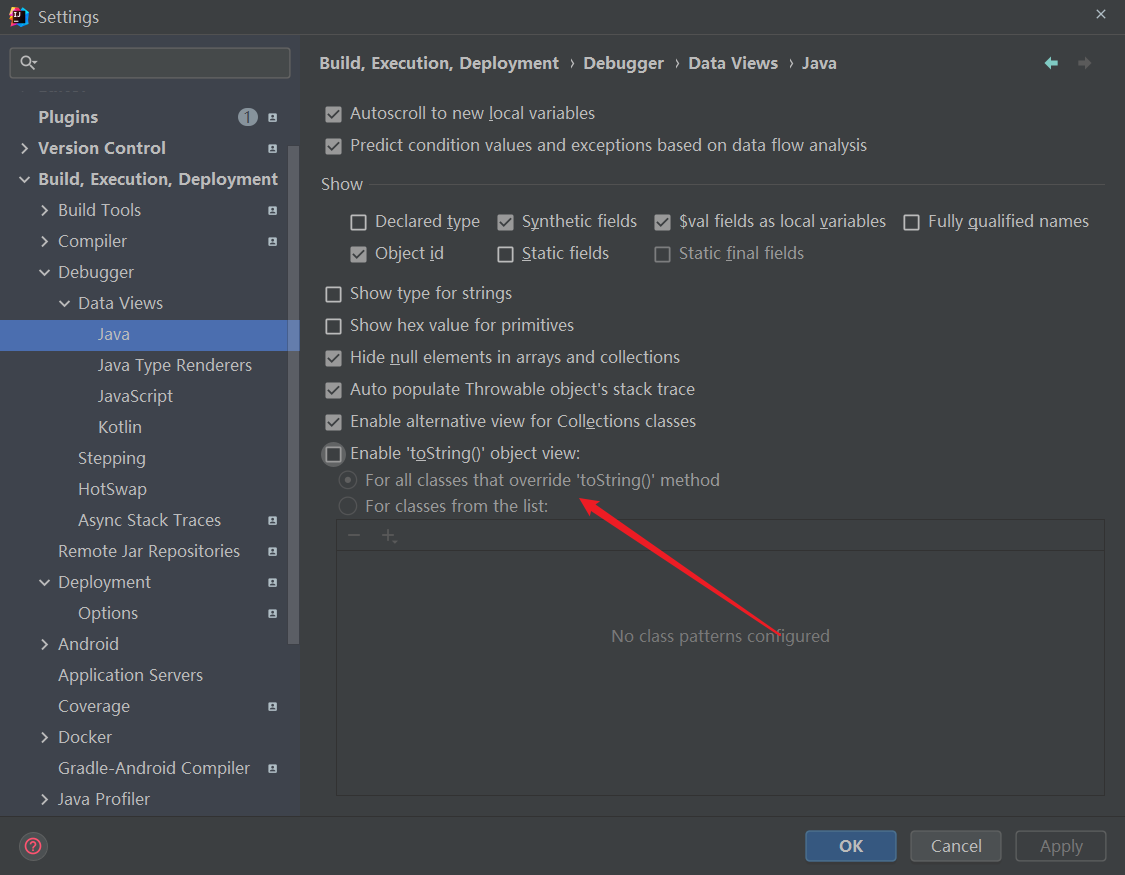 Settings
Plugins 1
Version Control
Build, Execution, Deployment
Build Tools
Compiler
Debugger
Data Views
Java
Java Type Renderers
JavaScript
Kotlin
Stepping
HotSwap
Async Stack Traces
Remote Jar Repositories
Deployment
Options
Android
Application Servers
Coverage
Docker
Gradle-Android Compiler
Java Profiler
Build, Execution, Deployment › Debugger › Data Views › Java
Autoscroll to new local variables
Predict condition values and exceptions based on data flow analysis
Show
Declared type Synthetic fields $val fields as local variables Fully qualified names
Object id Static fields Static final fields
Show type for strings
Show hex value for primitives
Hide null elements in arrays and collections
Auto populate Throwable object's stack trace
Enable alternative view for Collections classes
Enable 'toString()' object view:
For all classes that override 'toString()' method
For classes from the list:
No class patterns configured
? OK Cancel Apply